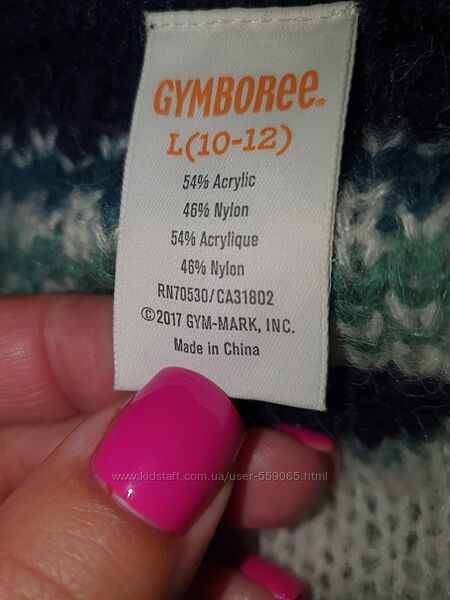 GYMBOREE.
L(10-12)
54% Acrylic
46% Nylon
54% Acrylique
46% Nylon
RN70530/CA31802
©2017 GYM-MARK, INC.
Made in China
www.kidstaff.com.ua/user-559065.html